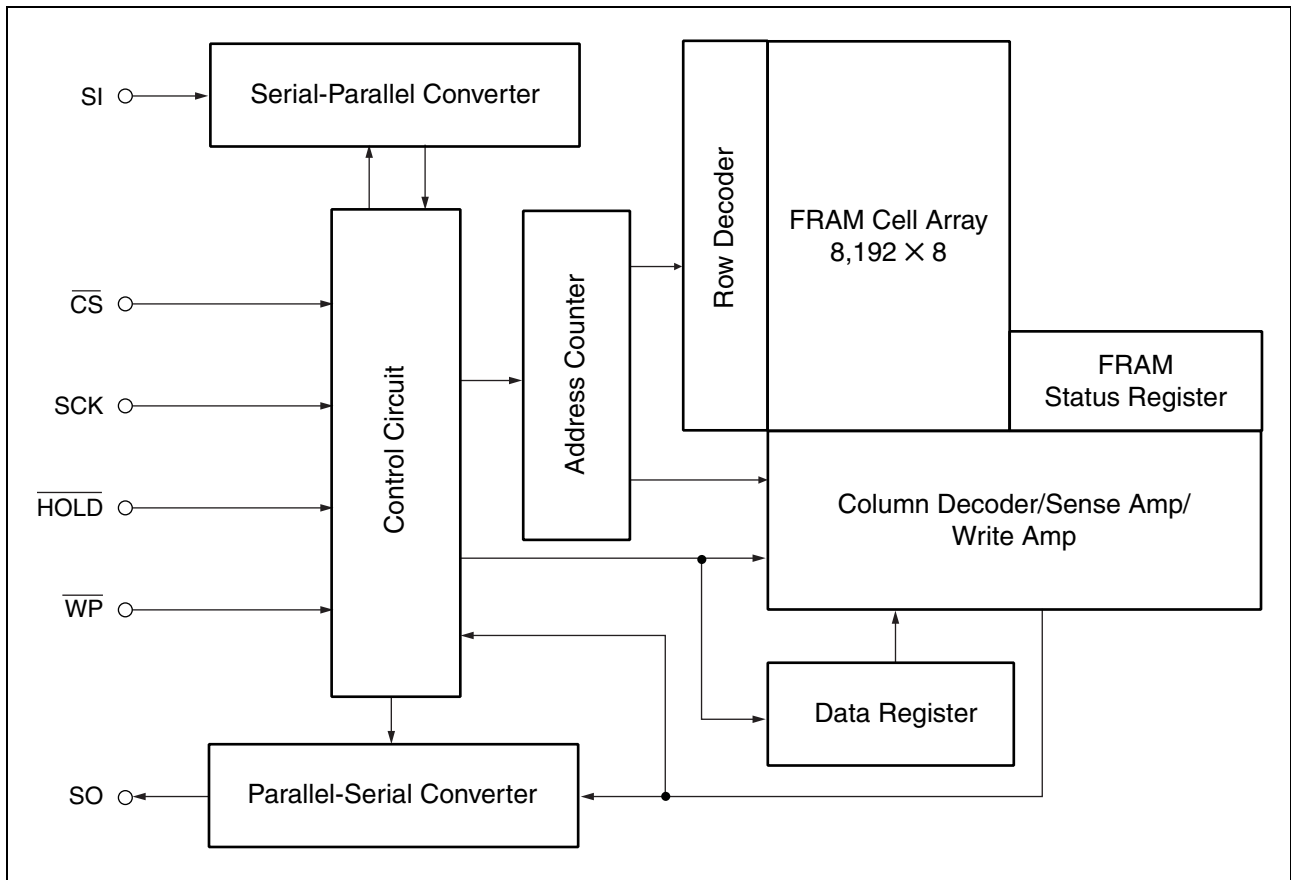 SI
Serial-Parallel Converter
CS
SCK
HOLD
WP
SO
Control Circuit
Address Counter
Row Decoder
FRAM Cell Array
8,192 × 8
FRAM
Status Register
Column Decoder/Sense Amp/
Write Amp
Data Register
Parallel-Serial Converter